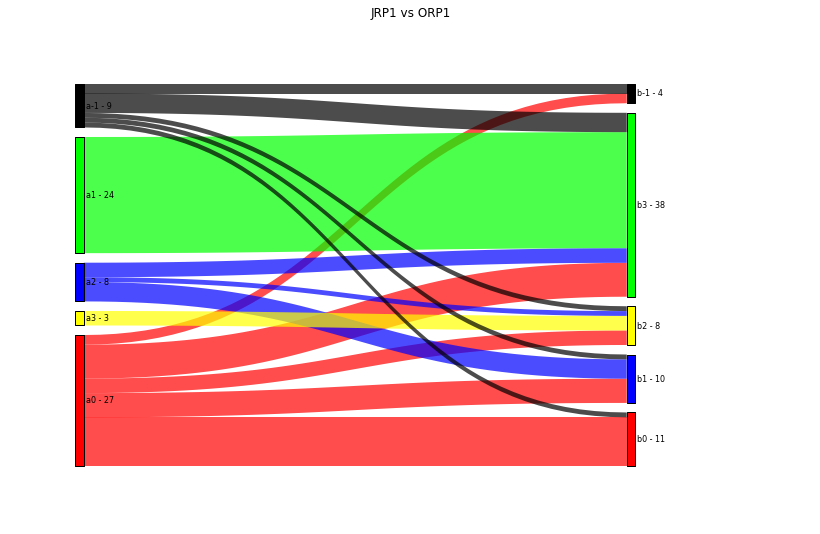 JRP1 vs ORP1
a-1 - 9
a1 - 24
a2 - 8
a3 - 3
a0 - 27
b-1 - 4
b3 - 38
b2 - 8
b1 - 10
b0 - 11